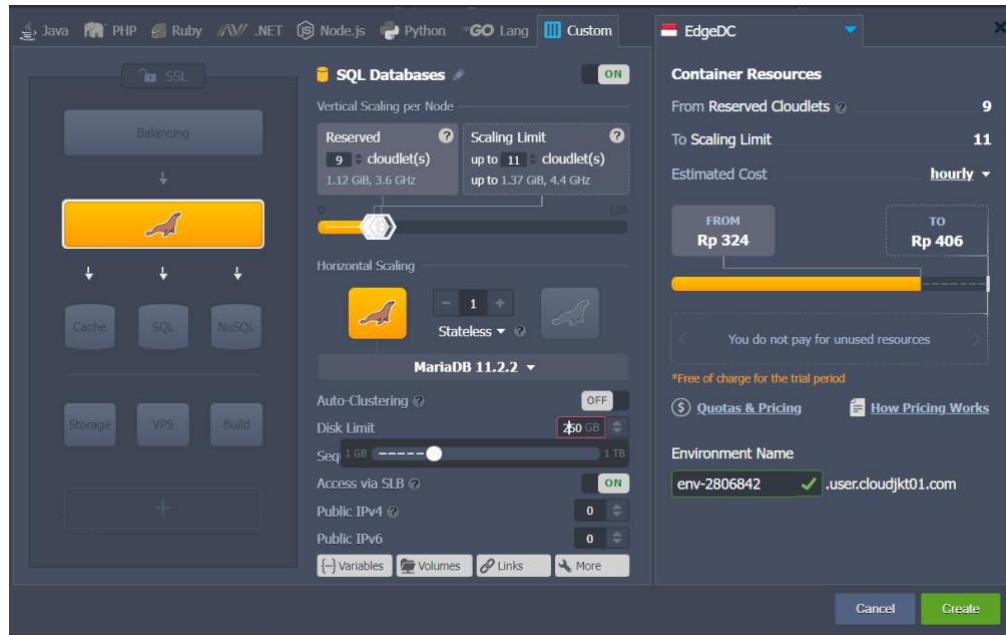 Java PHP Ruby .NET Node.js Python GO Lang Custom
SSL
Balancing
Cache SQL NoSQL
Storage VPS Build
SQL Databases ON
Vertical Scaling per Node
Reserved ?
9 cloudlet(s)
1.12 GiB, 3.6 GHz
Scaling Limit ?
up to 11 cloudlet(s)
up to 1.37 GiB, 4.4 GHz
0 128
Horizontal Scaling
- 1 +
Stateless ?
MariaDB 11.2.2
Auto-Clustering ? OFF
Disk Limit 250 GB
Seq 1 GB 1 TB
Access via SLB ? ON
Public IPv4 ? 0
Public IPv6 0
{--} Variables Volumes Links More
EdgeDC
Container Resources
From Reserved Cloudlets ? 9
To Scaling Limit 11
Estimated Cost hourly
FROM
Rp 324
TO
Rp 406
You do not pay for unused resources
*Free of charge for the trial period
$ Quotas & Pricing How Pricing Works
Environment Name
env-2806842 .user.cloudjkt01.com
Cancel Create